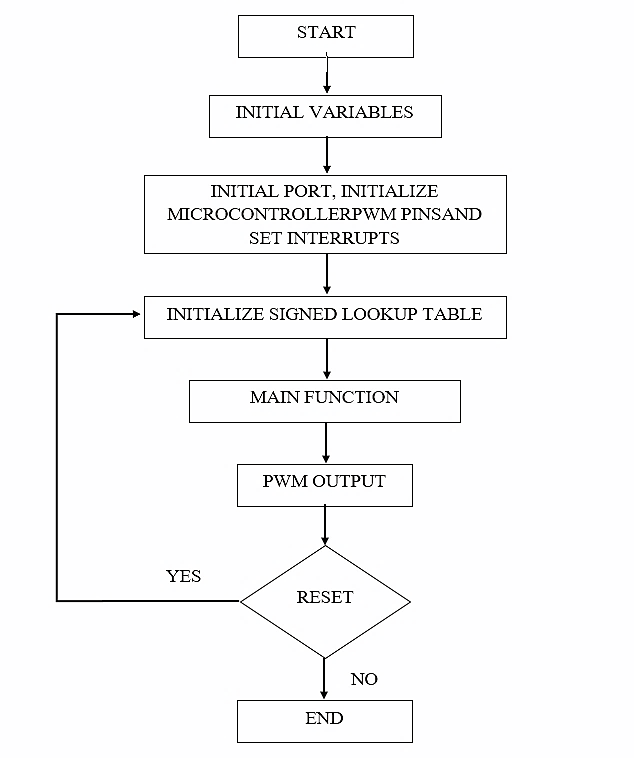 START
INITIAL VARIABLES
INITIAL PORT, INITIALIZE
MICROCONTROLLERPWM PINSAND
SET INTERRUPTS
INITIALIZE SIGNED LOOKUP TABLE
MAIN FUNCTION
PWM OUTPUT
YES
RESET
NO
END